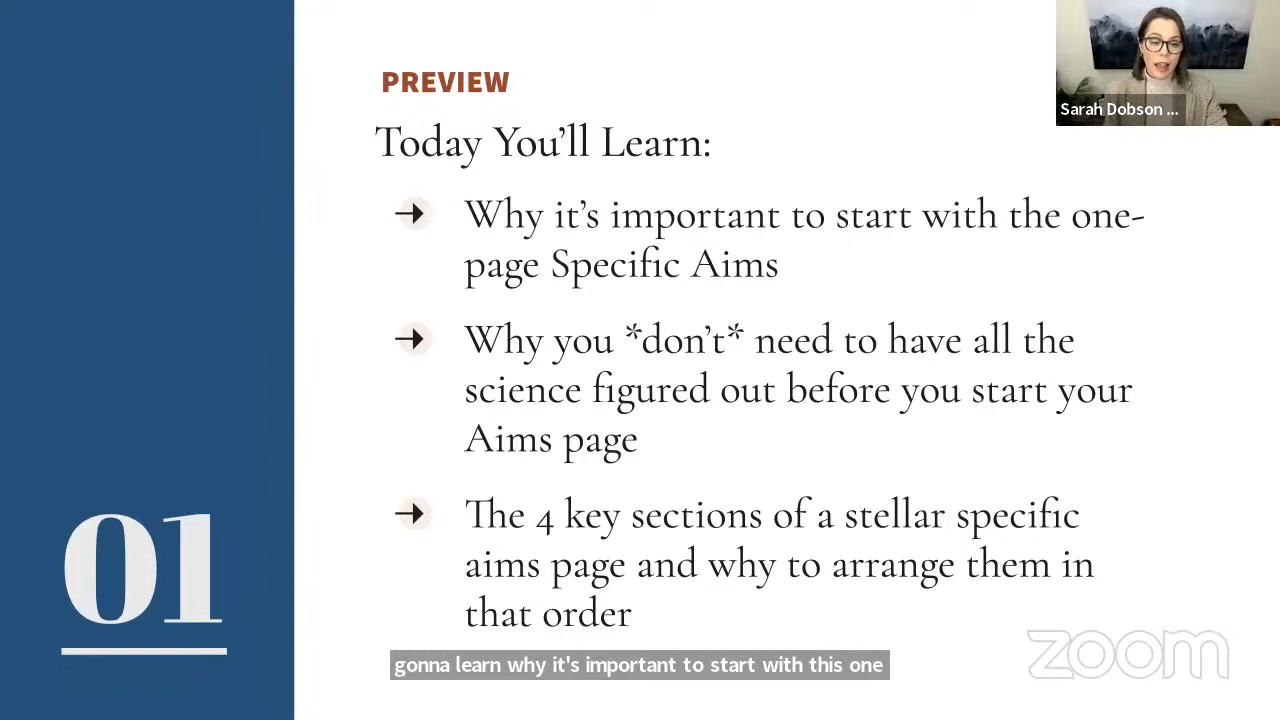 PREVIEW
Today You’ll Learn:
→ Why it’s important to start with the one-
page Specific Aims
→ Why you *don’t* need to have all the
science figured out before you start your
Aims page
→ The 4 key sections of a stellar specific
aims page and why to arrange them in
that order
01
gonna learn why it's important to start with this one
Sarah Dobson ...
zoom